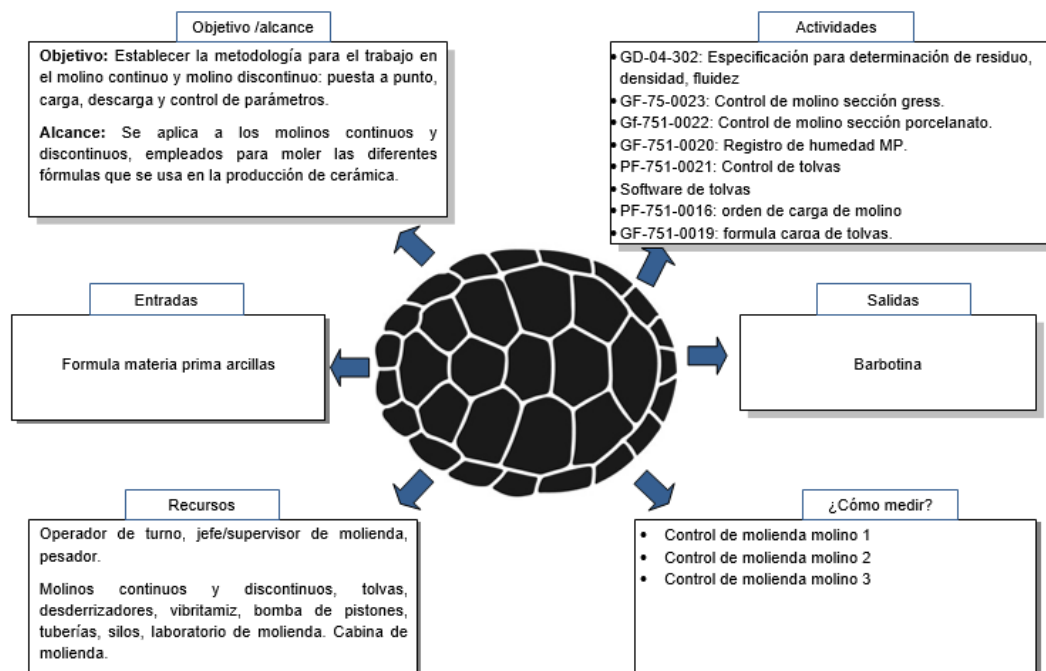 Objetivo /alcance
Objetivo: Establecer la metodología para el trabajo en
el molino continuo y molino discontinuo: puesta a punto,
carga, descarga y control de parámetros.
Alcance: Se aplica a los molinos continuos y
discontinuos, empleados para moler las diferentes
fórmulas que se usa en la producción de cerámica.
Actividades
• GD-04-302: Especificación para determinación de residuo,
densidad, fluidez
• GF-75-0023: Control de molino sección gress.
• Gf-751-0022: Control de molino sección porcelanato.
• GF-751-0020: Registro de humedad MP.
• PF-751-0021: Control de tolvas
• Software de tolvas
• PF-751-0016: orden de carga de molino
• GF-751-0019: formula carga de tolvas.
Entradas
Formula materia prima arcillas
Salidas
Barbotina
Recursos
Operador de turno, jefe/supervisor de molienda,
pesador.
Molinos continuos y discontinuos, tolvas,
desderrizadores, vibritamiz, bomba de pistones,
tuberías, silos, laboratorio de molienda. Cabina de
molienda.
¿Cómo medir?
• Control de molienda molino 1
• Control de molienda molino 2
• Control de molienda molino 3